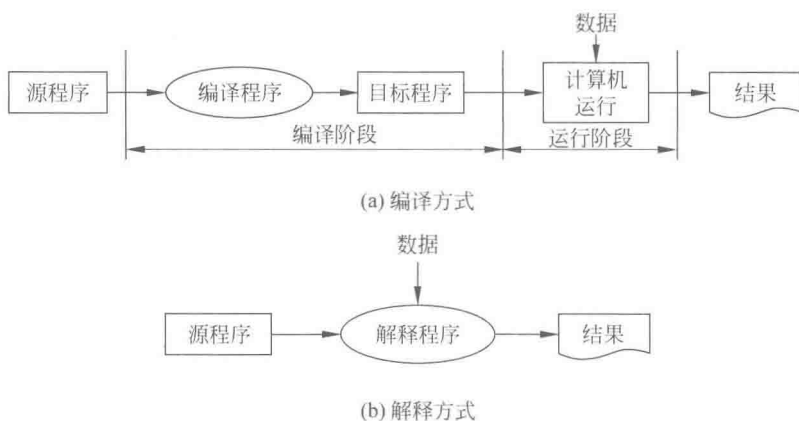 数据
源程序
编译程序
目标程序
计算机
运行
结果
编译阶段
运行阶段
(a) 编译方式
数据
源程序
解释程序
结果
(b) 解释方式